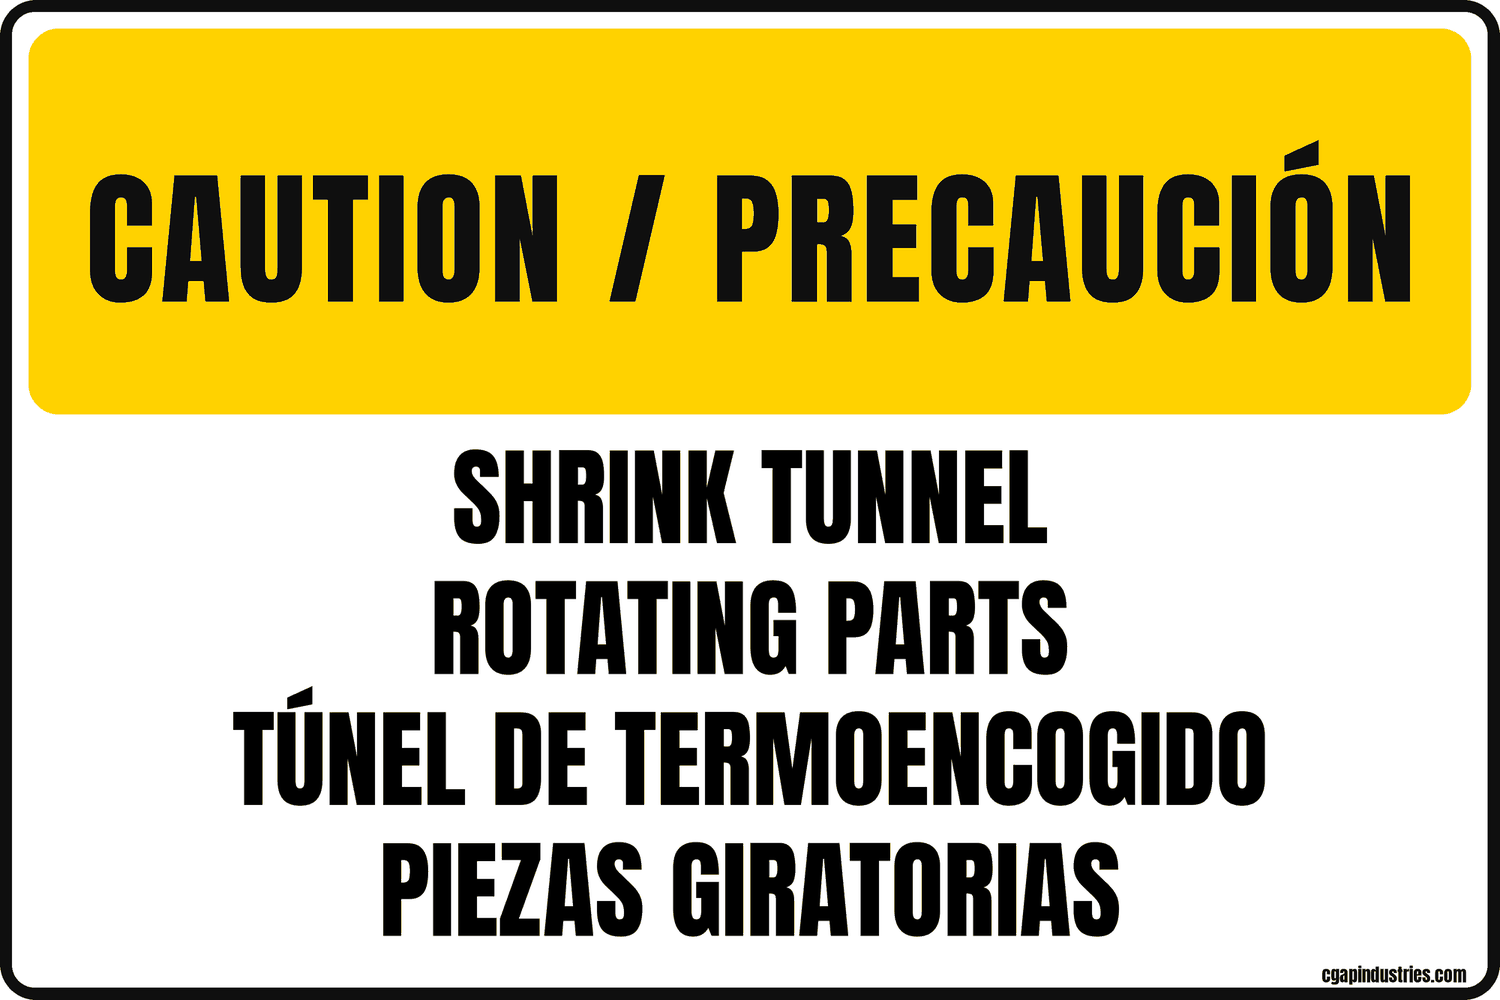 CAUTION / PRECAUCIÓN
SHRINK TUNNEL
ROTATING PARTS
TÚNEL DE TERMOENCOGIDO
PIEZAS GIRATORIAS
cgapindustries.com